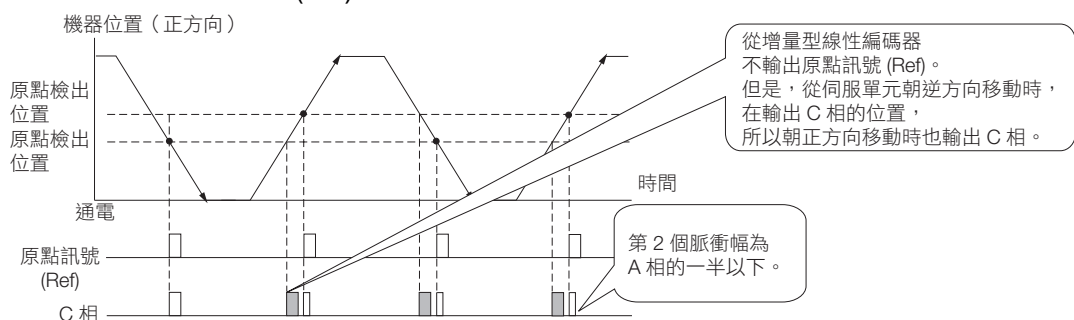 機器位置（正方向）
原點檢出
位置
原點檢出
位置
通電
時間
原點訊號
(Ref)
C 相
從增量型線性編碼器
不輸出原點訊號 (Ref)。
但是，從伺服單元朝逆方向移動時，
在輸出 C 相的位置，
所以朝正方向移動時也輸出 C 相。
第 2 個脈衝幅為
A 相的一半以下。